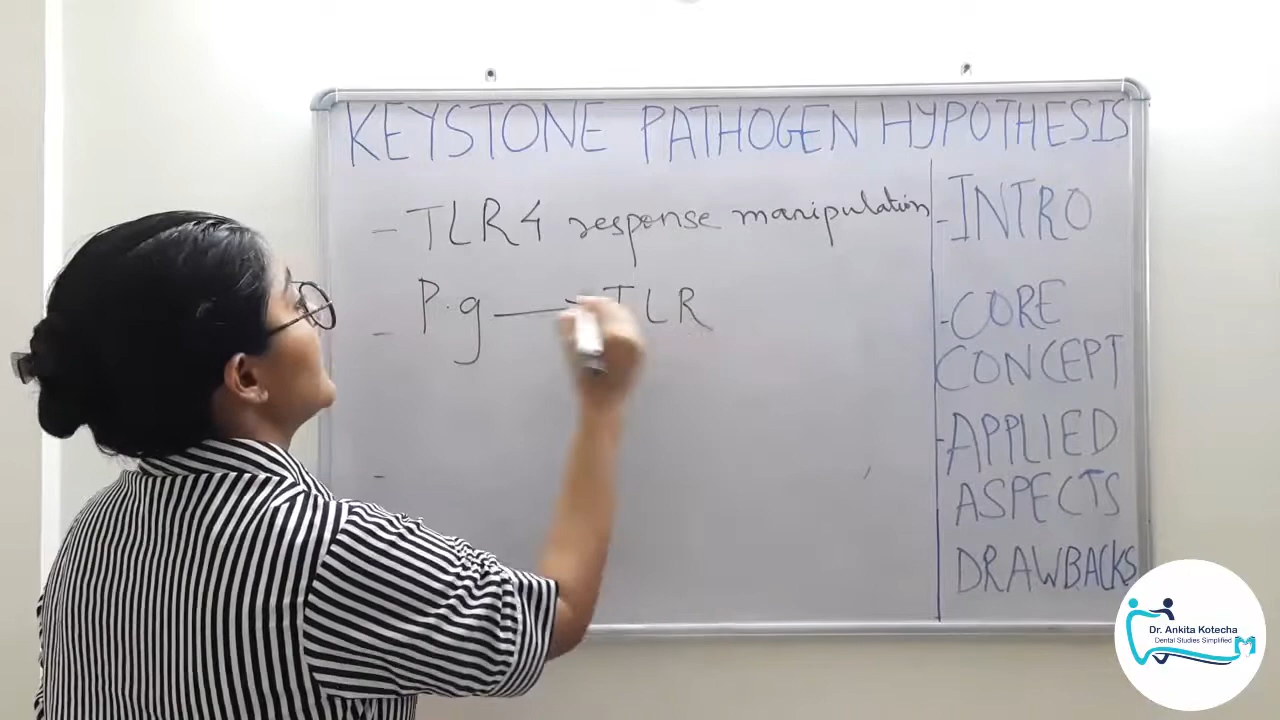 KEYSTONE PATHOGEN HYPOTHESIS
- TLR4 response manipulation
- P.g → TLR
-
- INTRO
- CORE
CONCEPT
- APPLIED
ASPECTS
DRAWBACKS
Dr. Ankita Kotecha
Dental Studies Simplified